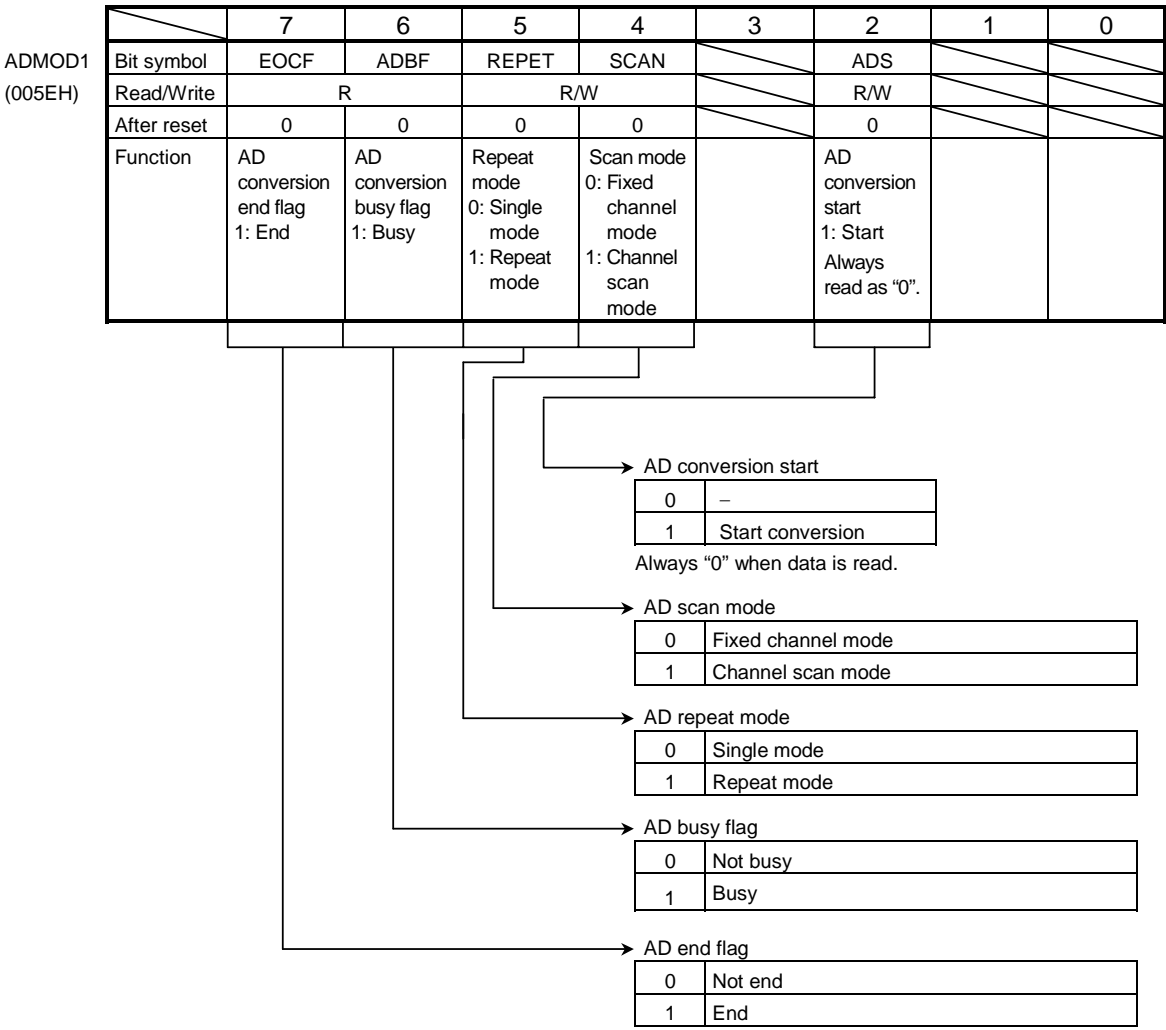 7 6 5 4 3 2 1 0
ADMOD1 Bit symbol EOCF ADBF REPET SCAN ADS
(005EH) Read/Write R R/W R/W
After reset 0 0 0 0 0
Function
AD
conversion
end flag
1: End
AD
conversion
busy flag
1: Busy
Repeat
mode
0: Single
mode
1: Repeat
mode
Scan mode
0: Fixed
channel
mode
1: Channel
scan
mode
AD
conversion
start
1: Start
Always
read as “0”.
AD conversion start
0 –
1 Start conversion
Always “0” when data is read.
AD scan mode
0 Fixed channel mode
1 Channel scan mode
AD repeat mode
0 Single mode
1 Repeat mode
AD busy flag
0 Not busy
1 Busy
AD end flag
0 Not end
1 End